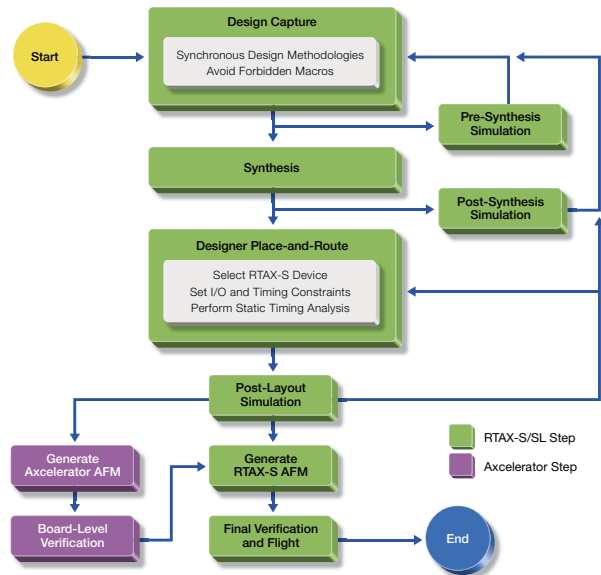 Design Capture
Start
Synchronous Design Methodologies
Avoid Forbidden Macros
Pre-Synthesis
Simulation
Synthesis
Post-Synthesis
Simulation
Designer Place-and-Route
Select RTAX-S Device
Set I/O and Timing Constraints
Perform Static Timing Analysis
Post-Layout
Simulation
RTAX-S/SL Step
Axcelerator Step
Generate
Axcelerator AFM
Generate
RTAX-S AFM
Board-Level
Verification
Final Verification
and Flight
End